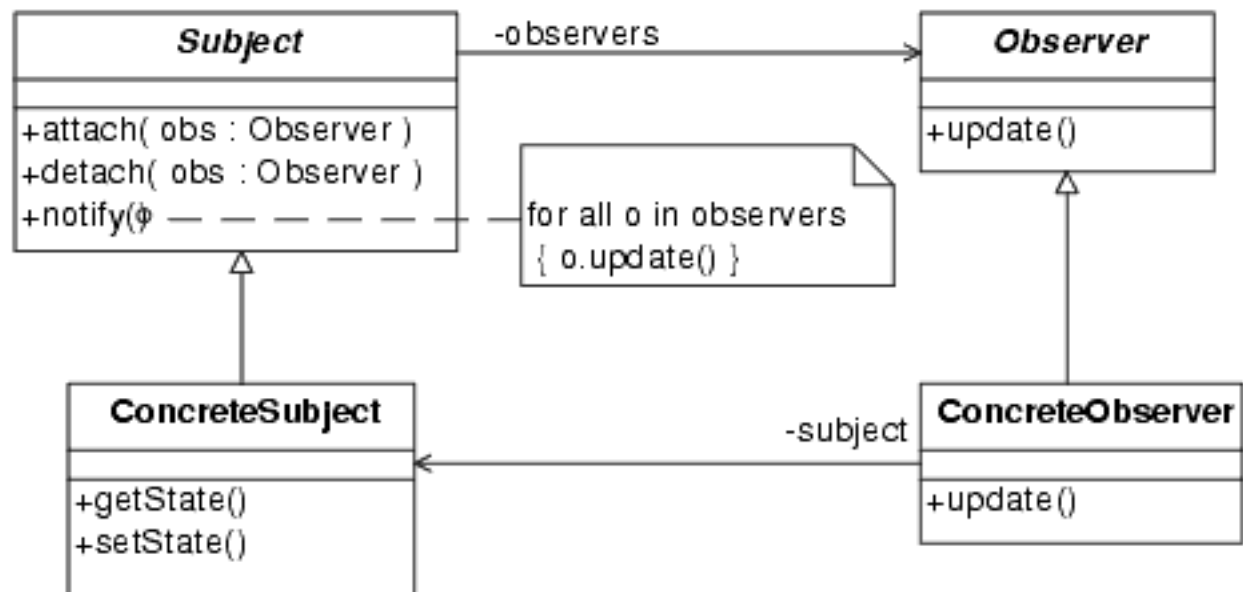 Subject
-observers
Observer
+attach( obs : Observer )
+detach( obs : Observer )
+notify()
+update()
for all o in observers
{ o.update() }
ConcreteSubject
-subject
ConcreteObserver
+getState()
+setState()
+update()